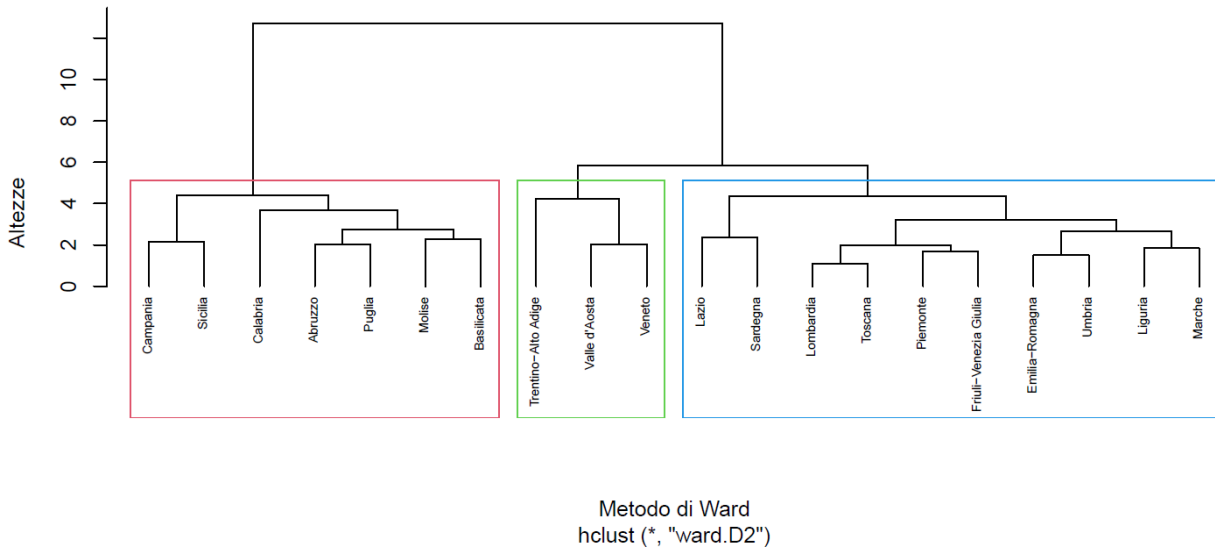 Altezze
10
8
6
4
2
0
Campania
Sicilia
Calabria
Abruzzo
Puglia
Molise
Basilicata
Trentino−Alto Adige
Valle d'Aosta
Veneto
Lazio
Sardegna
Lombardia
Toscana
Piemonte
Friuli−Venezia Giulia
Emilia−Romagna
Umbria
Liguria
Marche
Metodo di Ward
hclust (*, "ward.D2")